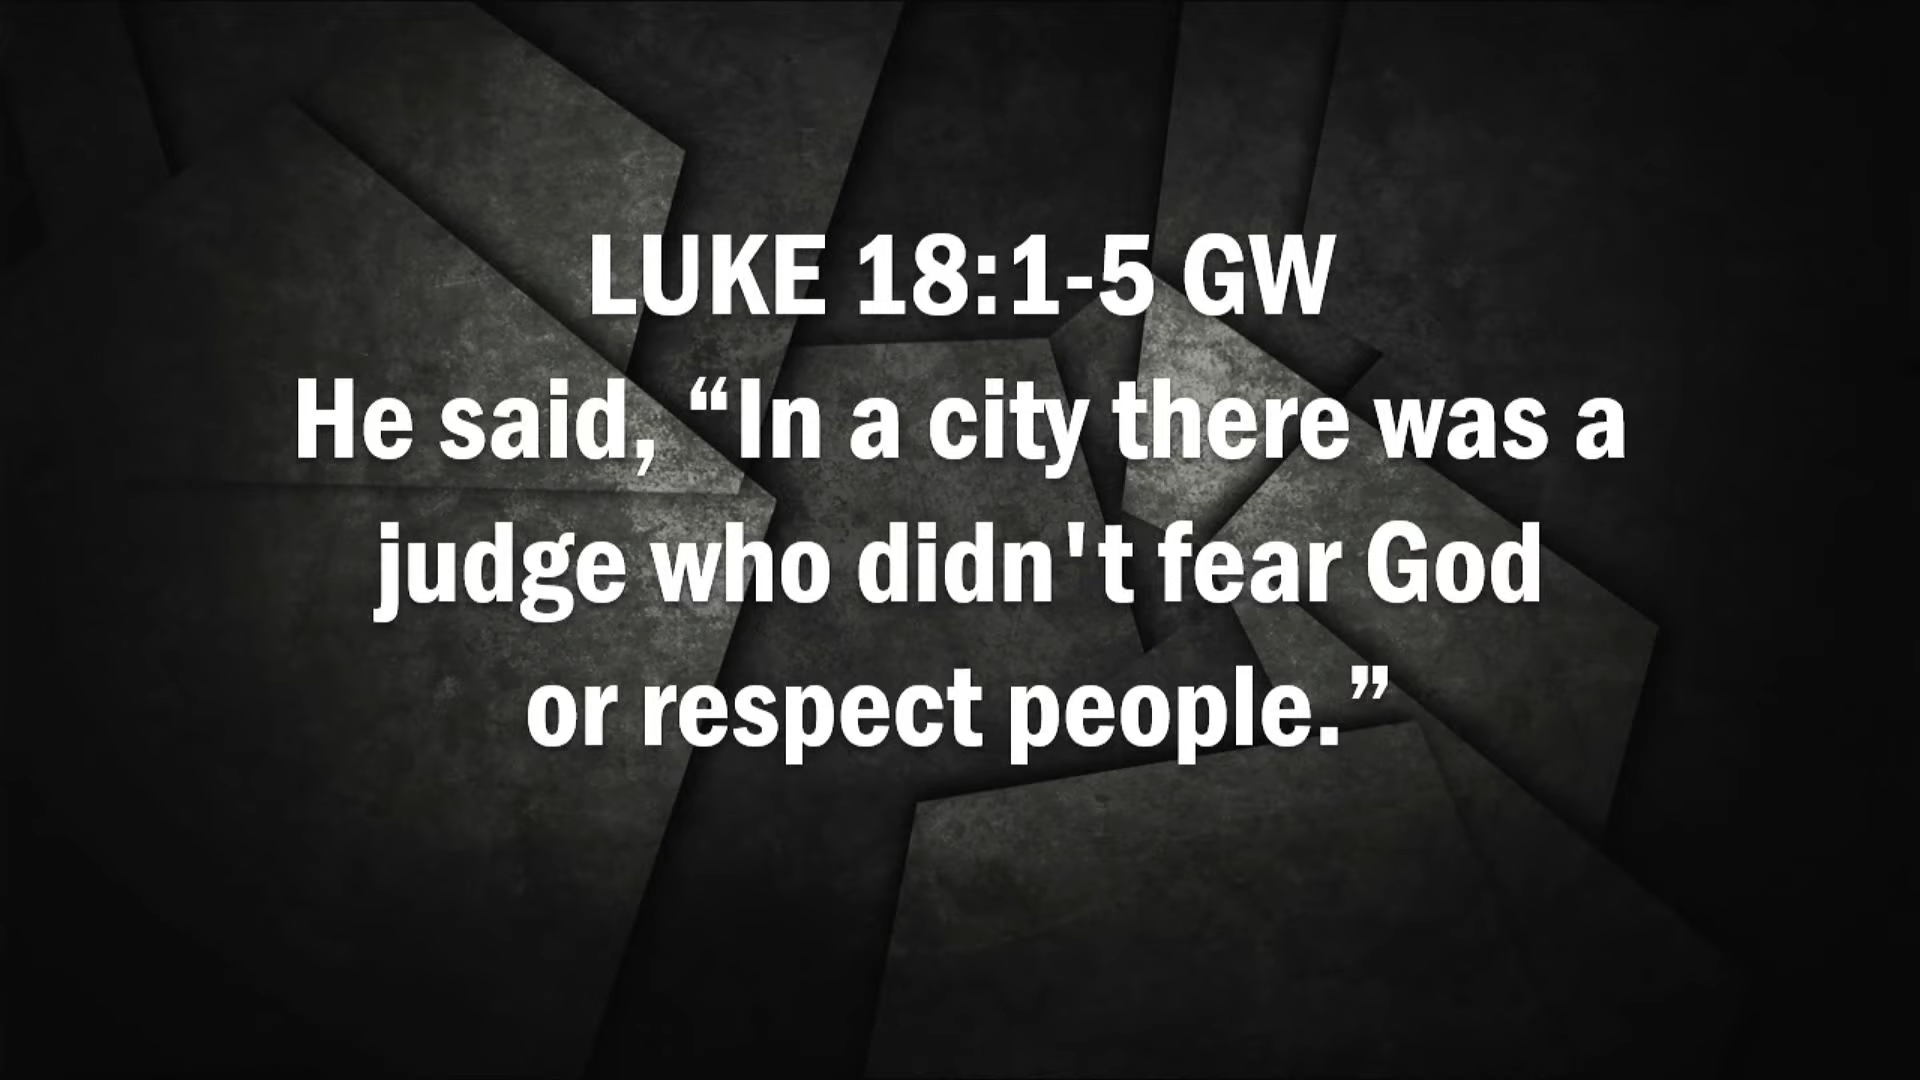 LUKE 18:1-5 GW
He said, “In a city there was a
judge who didn't fear God
or respect people.”